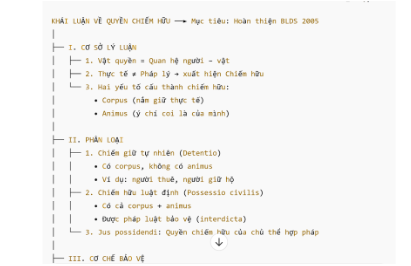 KHÁI LUẬN VỀ QUYỀN CHIẾM HỮU ⟶ Mục tiêu: Hoàn thiện BLDS 2005
│
├── I. CƠ SỞ LÝ LUẬN
│   ├── 1. Vật quyền = Quan hệ người – vật
│   ├── 2. Thực tế ≠ Pháp lý → xuất hiện Chiếm hữu
│   └── 3. Hai yếu tố cấu thành chiếm hữu:
│       • Corpus (nắm giữ thực tế)
│       • Animus (ý chí coi là của mình)
│
├── II. PHÂN LOẠI
│   ├── 1. Chiếm giữ tự nhiên (Detentio)
│   │   • Có corpus, không có animus
│   │   • Ví dụ: người thuê, người giữ hộ
│   ├── 2. Chiếm hữu luật định (Possessio civilis)
│   │   • Có cả corpus + animus
│   │   • Được pháp luật bảo vệ (interdicta)
│   └── 3. Jus possidendi: Quyền chiếm hữu của chủ thể hợp pháp
│
├── III. CƠ CHẾ BẢO VỆ